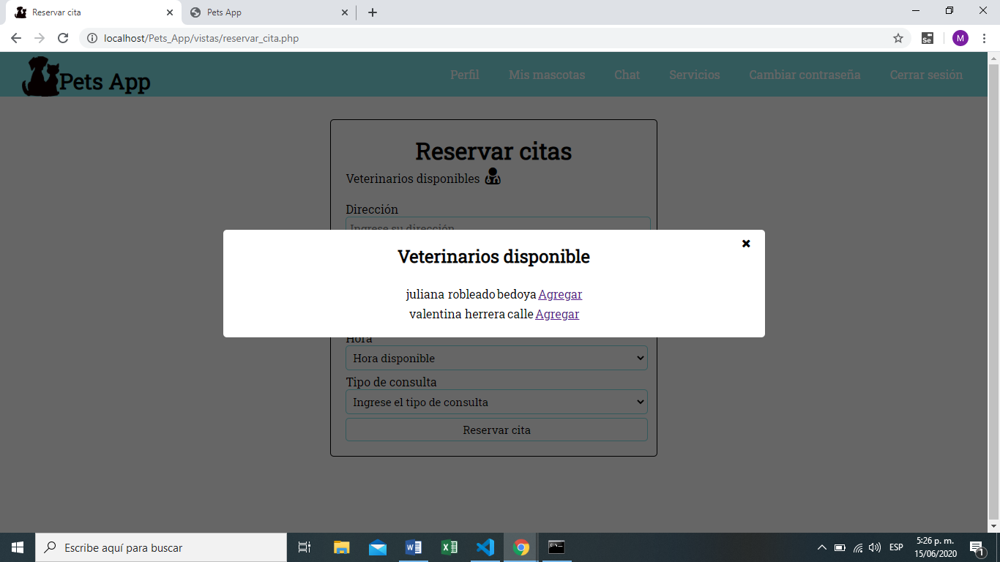 Reservar cita
Pets App
localhost/Pets_App/vistas/reservar_cita.php
Se
M
Pets App
Perfil
Mis mascotas
Chat
Servicios
Cambiar contraseña
Cerrar sesión
Reservar citas
Veterinarios disponibles
Dirección
Ingrese su dirección
Veterinarios disponible
juliana robleado bedoya Agregar
valentina herrera calle Agregar
Hora
Hora disponible
Tipo de consulta
Ingrese el tipo de consulta
Reservar cita
Escribe aquí para buscar
ESP
5:26 p. m.
15/06/2020
1